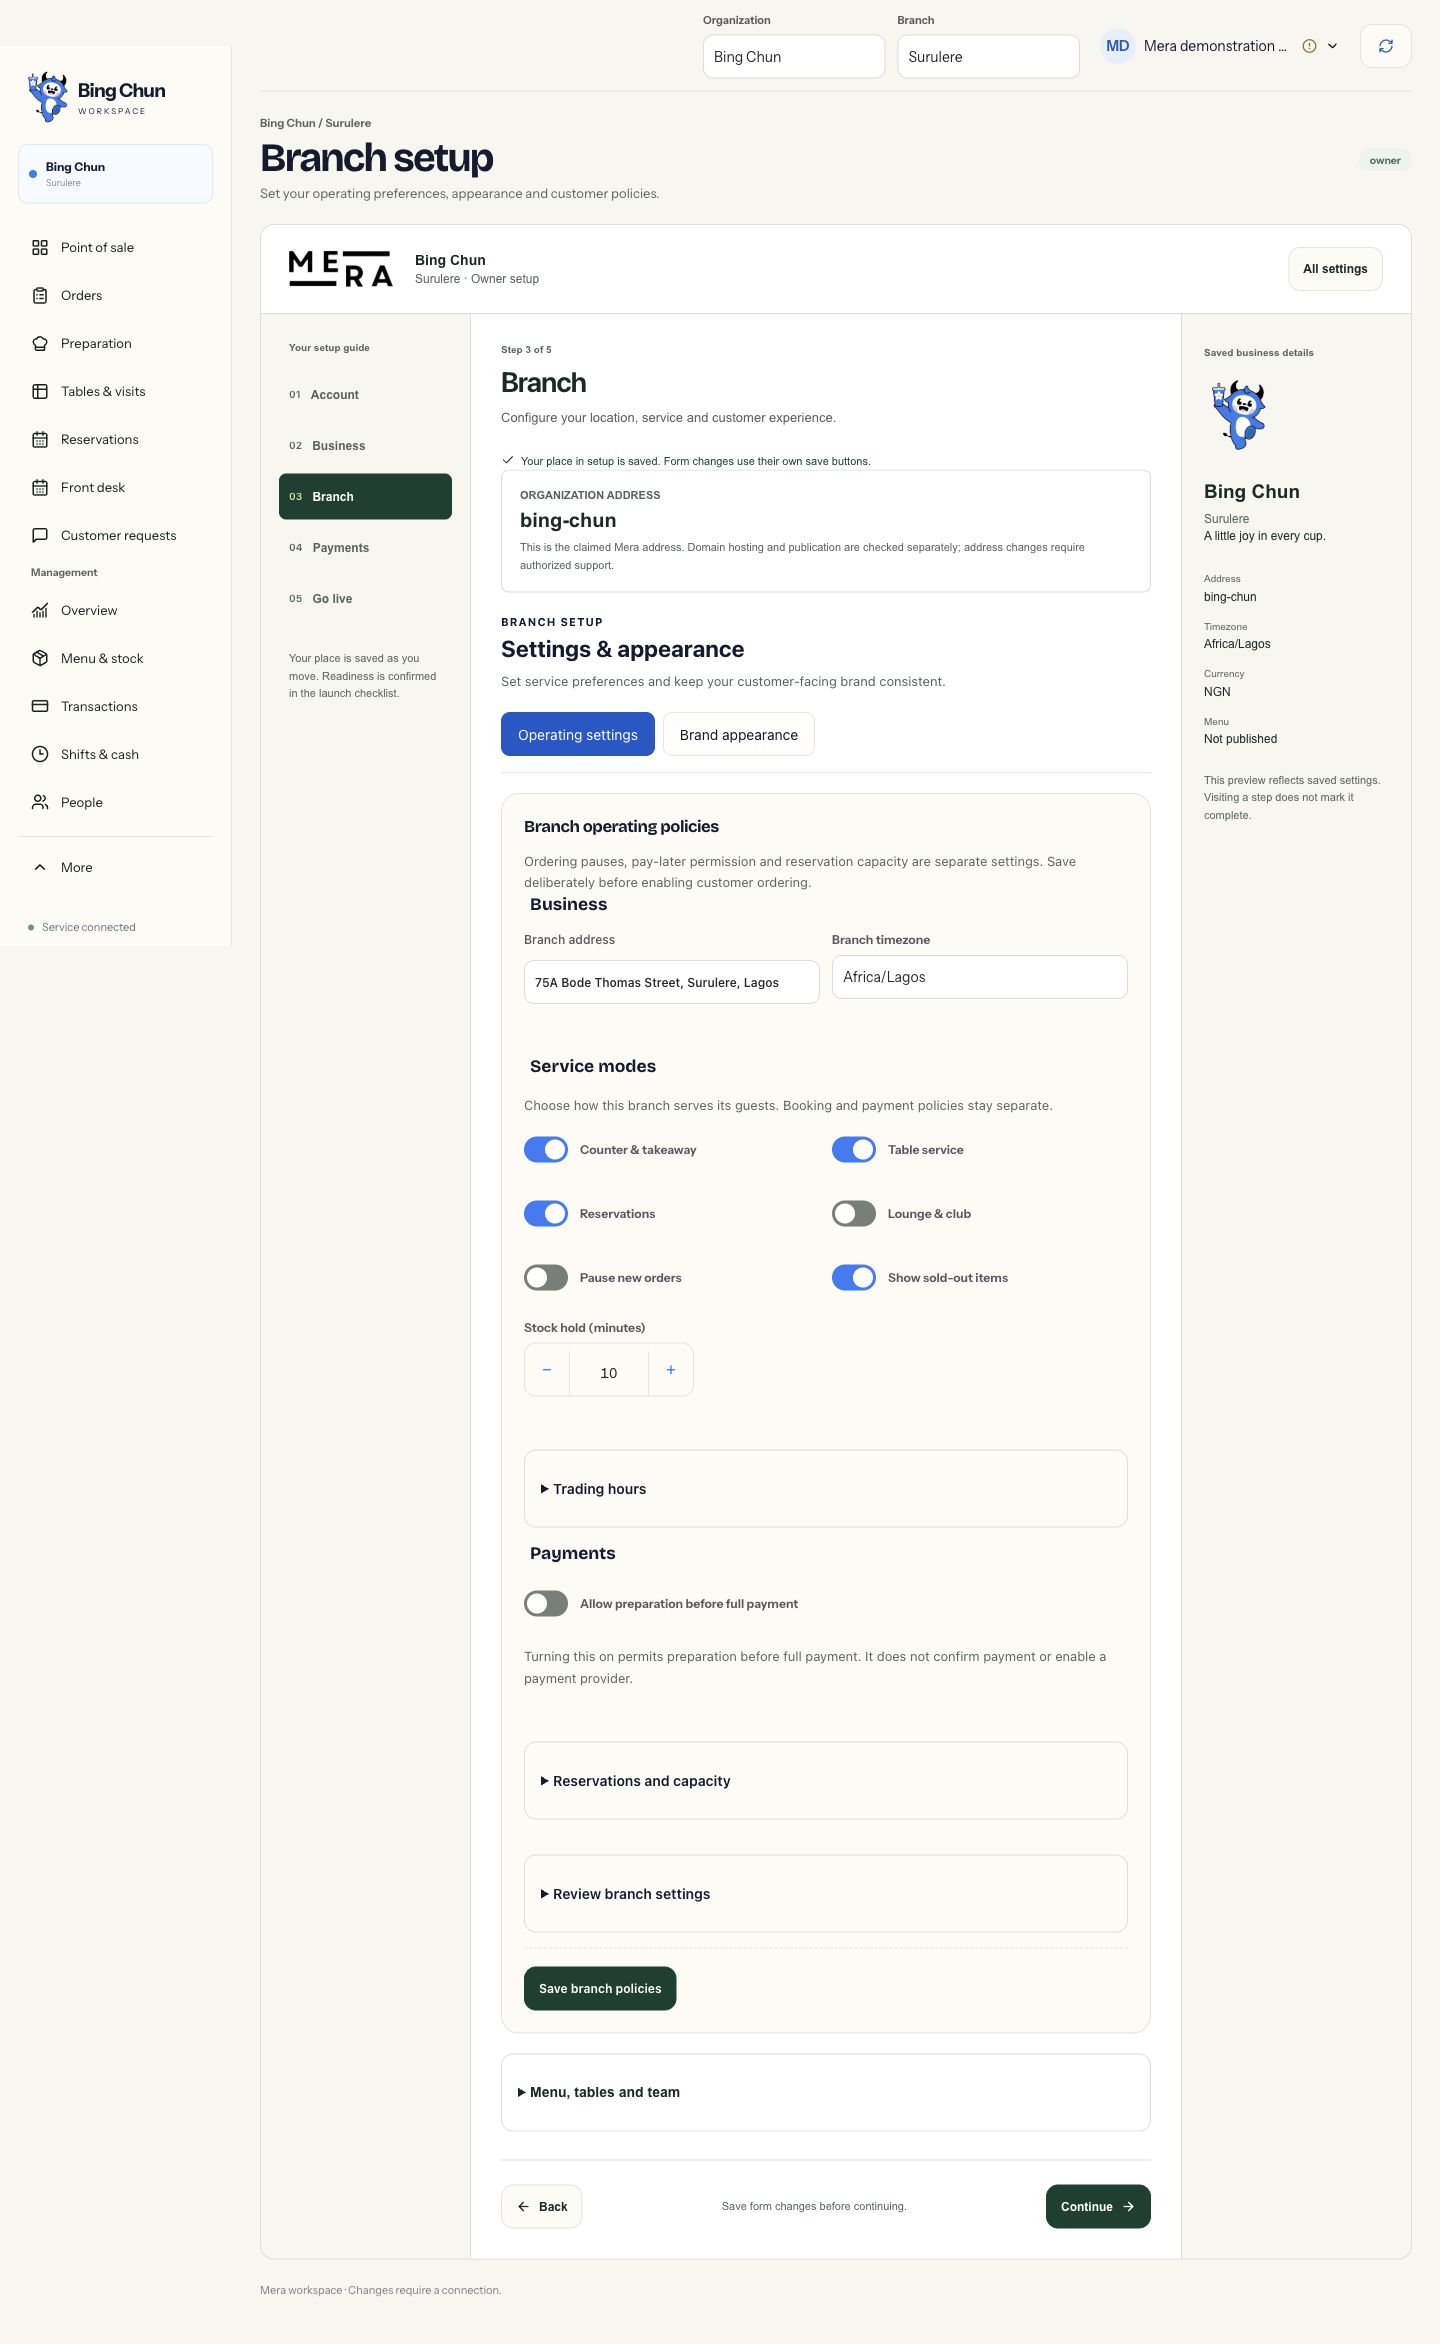 Organization
Branch
Bing Chun
Surulere
MD
Mera demonstration ...
Bing Chun
WORKSPACE
Bing Chun
Surulere
Point of sale
Orders
Preparation
Tables & visits
Reservations
Front desk
Customer requests
Management
Overview
Menu & stock
Transactions
Shifts & cash
People
More
Service connected
Bing Chun / Surulere
Branch setup
owner
Set your operating preferences, appearance and customer policies.
MERA
Bing Chun
Surulere · Owner setup
All settings
Your setup guide
01 Account
02 Business
03 Branch
04 Payments
05 Go live
Your place is saved as you
move. Readiness is confirmed
in the launch checklist.
Step 3 of 5
Branch
Configure your location, service and customer experience.
Your place in setup is saved. Form changes use their own save buttons.
ORGANIZATION ADDRESS
bing-chun
This is the claimed Mera address. Domain hosting and publication are checked separately; address changes require
authorized support.
BRANCH SETUP
Settings & appearance
Set service preferences and keep your customer-facing brand consistent.
Operating settings
Brand appearance
Branch operating policies
Ordering pauses, pay-later permission and reservation capacity are separate settings. Save
deliberately before enabling customer ordering.
Business
Branch address
Branch timezone
75A Bode Thomas Street, Surulere, Lagos
Africa/Lagos
Service modes
Choose how this branch serves its guests. Booking and payment policies stay separate.
Counter & takeaway
Table service
Reservations
Lounge & club
Pause new orders
Show sold-out items
Stock hold (minutes)
− 10 +
Trading hours
Payments
Allow preparation before full payment
Turning this on permits preparation before full payment. It does not confirm payment or enable a
payment provider.
Reservations and capacity
Review branch settings
Save branch policies
Menu, tables and team
Back
Save form changes before continuing.
Continue
Saved business details
Bing Chun
Surulere
A little joy in every cup.
Address
bing-chun
Timezone
Africa/Lagos
Currency
NGN
Menu
Not published
This preview reflects saved settings.
Visiting a step does not mark it
complete.
Mera workspace · Changes require a connection.